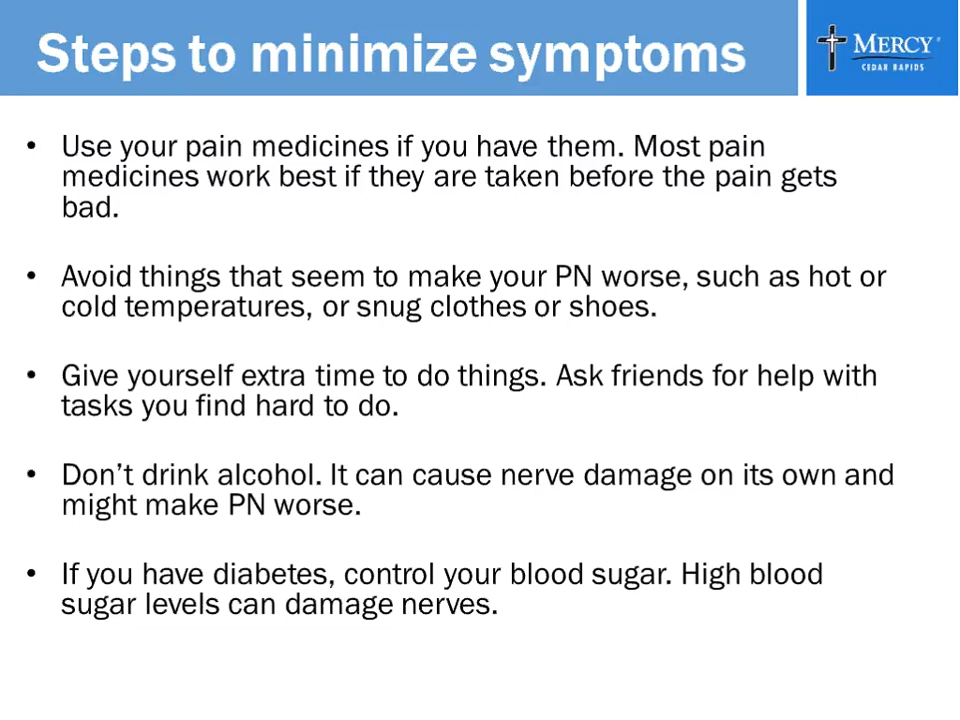 Steps to minimize symptoms
MERCY®
CEDAR RAPIDS
• Use your pain medicines if you have them. Most pain
medicines work best if they are taken before the pain gets
bad.
• Avoid things that seem to make your PN worse, such as hot or
cold temperatures, or snug clothes or shoes.
• Give yourself extra time to do things. Ask friends for help with
tasks you find hard to do.
• Don’t drink alcohol. It can cause nerve damage on its own and
might make PN worse.
• If you have diabetes, control your blood sugar. High blood
sugar levels can damage nerves.